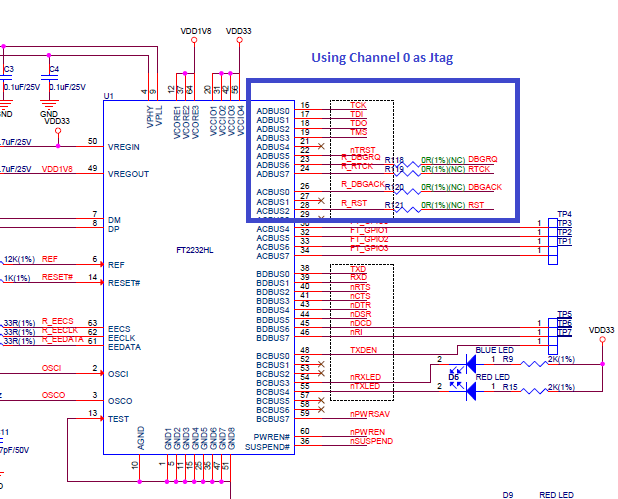 Using Channel 0 as Jtag
VDD1V8
VDD33
C3
C4
0.1uF/25V
0.1uF/25V
GND
VDD33
U1
4
9
12
37
64
20
31
42
56
VPHY
VPLL
VCORE1
VCORE2
VCORE3
VCCIO1
VCCIO2
VCCIO3
VCCIO4
.7uF/25V
50
VREGIN
.7uF/25V
VDD1V8
49
VREGOUT
7
DM
8
DP
FT2232HL
12K(1%)
REF
6
REF
1K(1%)
RESET#
14
RESET#
33R(1%)
R_EECS
63
EECS
33R(1%)
R_EECLK
62
EECLK
33R(1%)
R_EEDATA
61
EEDATA
OSCI
2
OSCI
OSCO
3
OSCO
13
TEST
11
7pF/50V
AGND
GND1
GND2
GND3
GND4
GND5
GND6
GND7
GND8
10
1
5
11
15
25
35
47
51
ADBUS0
16
TCK
ADBUS1
17
TDI
ADBUS2
18
TDO
ADBUS3
19
TMS
ADBUS4
21
ADBUS5
22
nTRST
ADBUS6
23
R_DBGRQ
R118
0R(1%)(NC)
DBGRQ
ADBUS7
24
R_RTCK
R119
0R(1%)(NC)
RTCK
ACBUS0
26
R_DBGACK
R120
0R(1%)(NC)
DBGACK
ACBUS1
27
ACBUS2
28
R_RST
R121
0R(1%)(NC)
RST
29
ACBUS4
30
ACBUS5
32
FT_GPIO1
ACBUS6
33
FT_GPIO2
ACBUS7
34
FT_GPIO3
1
1
1
1
TP4
TP3
TP2
TP1
BDBUS0
38
TXD
BDBUS1
39
RXD
BDBUS2
40
nRTS
BDBUS3
41
nCTS
BDBUS4
43
nDTR
BDBUS5
44
nDSR
BDBUS6
45
nDCD
BDBUS7
46
nRI
1
1
1
TP5
TP6
TP7
BCBUS0
48
TXDEN
BCBUS1
52
BCBUS2
53
BCBUS3
54
nRXLED
BCBUS4
55
nTXLED
BCBUS5
57
BCBUS6
58
BCBUS7
59
nPWRSAV
PWREN#
60
nPWREN
SUSPEND#
36
nSUSPEND
BLUE LED
2
1
R9
2K(1%)
VDD33
D6
RED LED
2
1
R15
2K(1%)
D9
RED LED